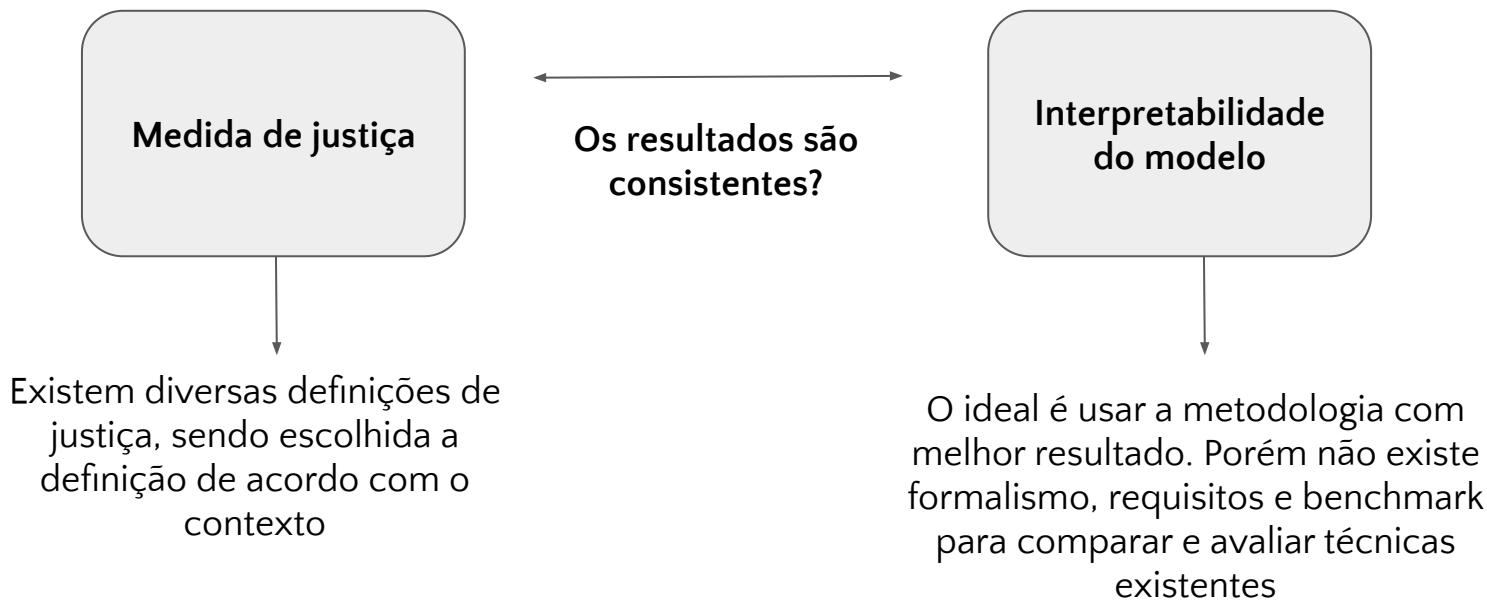 Medida de justiça
Os resultados são
consistentes?
Interpretabilidade
do modelo
Existem diversas definições de
justiça, sendo escolhida a
definição de acordo com o
contexto
O ideal é usar a metodologia com
melhor resultado. Porém não existe
formalismo, requisitos e benchmark
para comparar e avaliar técnicas
existentes